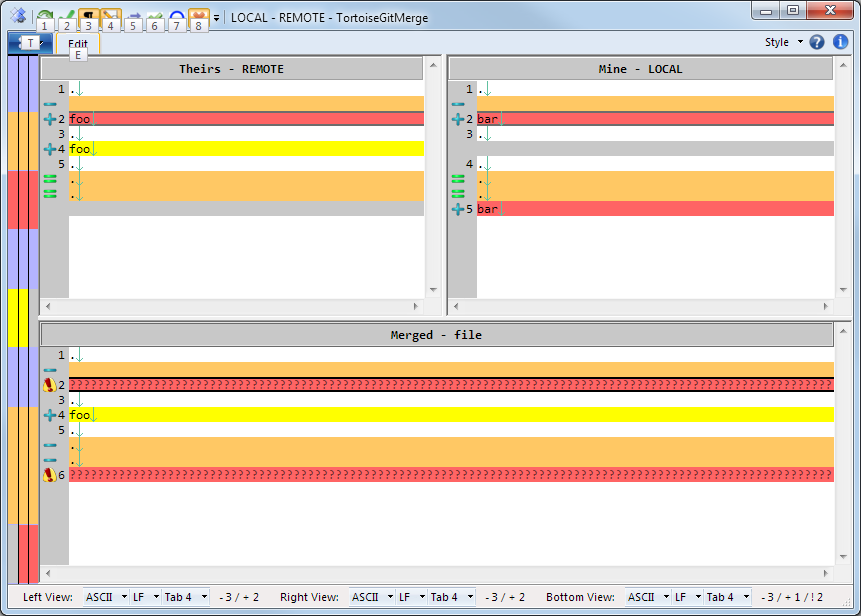 1 2 3 4 5 6 7 8 LOCAL - REMOTE - TortoiseGitMerge
T Edit Style
E
Theirs - REMOTE
1 .
2 foo
3 .
4 foo
5 .
.
.
Mine - LOCAL
1 .
2 bar
3 .
4 .
.
.
5 bar
Merged - file
1 .
2 ??????????????????????????????????????????????????????????????????????????????????????????????????????????????
3 .
4 foo
5 .
.
.
6 ??????????????????????????????????????????????????????????????????????????????????????????????????????????????
Left View: ASCII LF Tab 4 - 3 / + 2 Right View: ASCII LF Tab 4 - 3 / + 2 Bottom View: ASCII LF Tab 4 - 3 / + 1 / ! 2